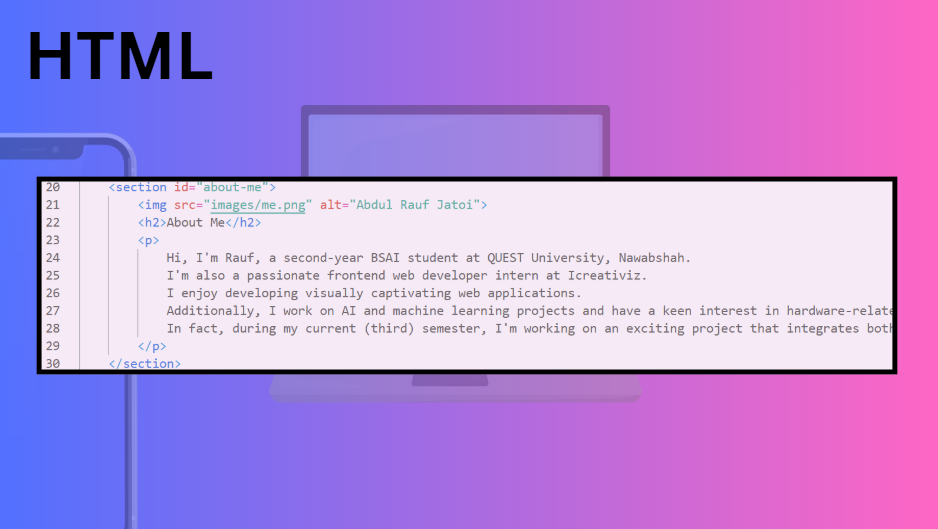 HTML
20 <section id="about-me">
21 <img src="images/me.png" alt="Abdul Rauf Jatoi">
22 <h2>About Me</h2>
23 <p>
24 Hi, I'm Rauf, a second-year BSAI student at QUEST University, Nawabshah.
25 I'm also a passionate frontend web developer intern at Icreativiz.
26 I enjoy developing visually captivating web applications.
27 Additionally, I work on AI and machine learning projects and have a keen interest in hardware-relate
28 In fact, during my current (third) semester, I'm working on an exciting project that integrates both
29 </p>
30 </section>